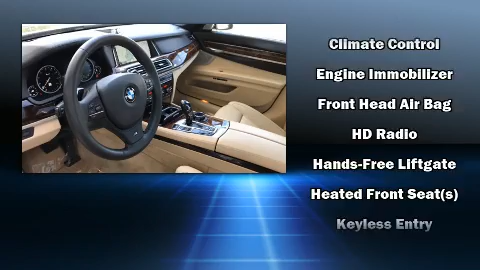 Climate Control
Engine Immobilizer
Front Head Air Bag
HD Radio
Hands-Free Liftgate
Heated Front Seat(s)
Keyless Entry